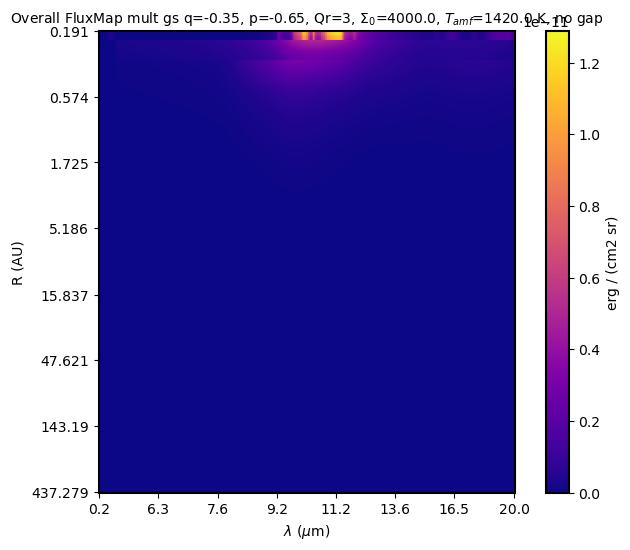 Overall FluxMap mult gs q=-0.35, p=-0.65, Qr=3, Σ0=4000.0, Tamf=1420.0 K, no gap
1e−11
0.191
0.574
1.725
5.186
15.837
47.621
143.19
437.279
R (AU)
0.2 6.3 7.6 9.2 11.2 13.6 16.5 20.0
λ (μm)
1.2
1.0
0.8
0.6
0.4
0.2
0.0
erg / (cm2 sr)